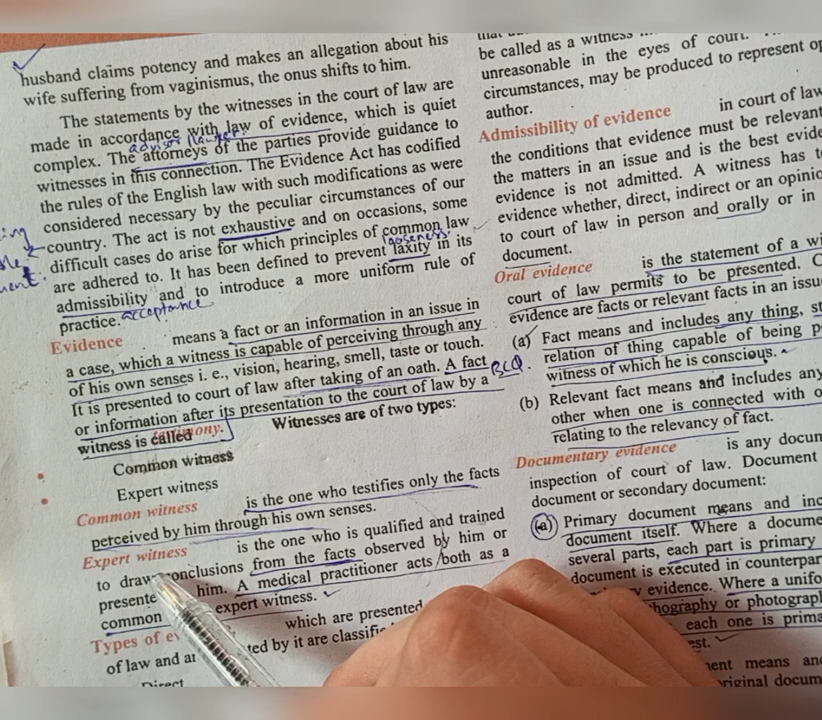 husband claims potency and makes an allegation about his
wife suffering from vaginismus, the onus shifts to him.
The statements by the witnesses in the court of law are
made in accordance with law of evidence, which is quiet
complex. The attorneys of the parties provide guidance to
witnesses in this connection. The Evidence Act has codified
the rules of the English law with such modifications as were
considered necessary by the peculiar circumstances of our
country. The act is not exhaustive and on occasions, some
difficult cases do arise for which principles of common law
laxness
are adhered to. It has been defined to prevent laxity in its
admissibility and to introduce a more uniform rule of
practice. acceptance
Evidence means a fact or an information in an issue in
a case, which a witness is capable of perceiving through any
of his own senses i. e., vision, hearing, smell, taste or touch.
It is presented to court of law after taking of an oath. A fact BCQ.
or information after its presentation to the court of law by a
witness is called testimony. Witnesses are of two types:
Common witness
Expert witness
Common witness is the one who testifies only the facts
perceived by him through his own senses.
Expert witness is the one who is qualified and trained
to draw conclusions from the facts observed by him or
presente him. A medical practitioner acts both as a
common expert witness.
Types of ev which are presented
of law and ted by it are
Direct
be called as a witness
unreasonable in the eyes of court.
circumstances, may be produced to represent
author.
Admissibility of evidence in court of law
the conditions that evidence must be relevant
the matters in an issue and is the best
evidence is not admitted. A witness has
evidence whether, direct, indirect or an
to court of law in person and orally or in
document.
Oral evidence is the statement of a
court of law permits to be presented.
evidence are facts or relevant facts in an
(a) Fact means and includes any thing,
relation of thing capable of being
witness of which he is conscious.
(b) Relevant fact means and includes any
other when one is connected with
relating to the relevancy of fact.
Documentary evidence is any
inspection of court of law. Document
document or secondary document:
(a) Primary document means and
document itself. Where a
several parts, each part is primary
document is executed in
evidence. Where a
or
each one is
means